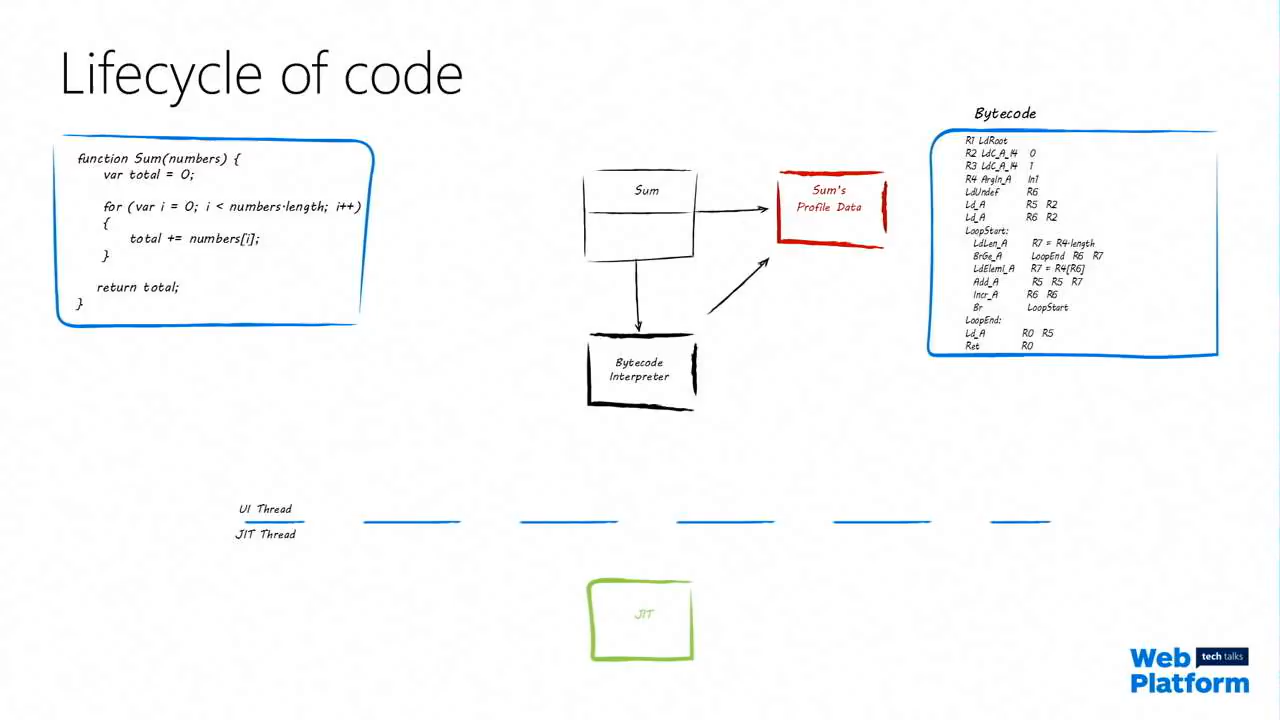 Lifecycle of code
function Sum(numbers) {
var total = 0;
for (var i = 0; i < numbers.length; i++)
{
total += numbers[i];
}
return total;
}
Sum
Sum's
Profile Data
Bytecode
Interpreter
Bytecode
R1 LdRoot
R2 LdC_A_I4 0
R3 LdC_A_I4 1
R4 ArgIn_A In1
LdUndef R6
Ld_A R5 R2
Ld_A R6 R2
LoopStart:
LdLen_A R7 = R4.length
BrGe_A LoopEnd R6 R7
LdElemI_A R7 = R4[R6]
Add_A R5 R5 R7
Incr_A R6 R6
Br LoopStart
LoopEnd:
Ld_A R0 R5
Ret R0
UI Thread
JIT Thread
JIT
Web tech talks
Platform